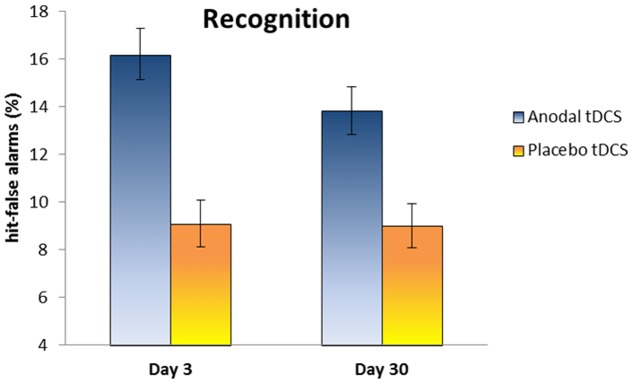 Recognition
hit-false alarms (%)
18
16
14
12
10
8
6
4
Day 3
Day 30
Anodal tDCS
Placebo tDCS